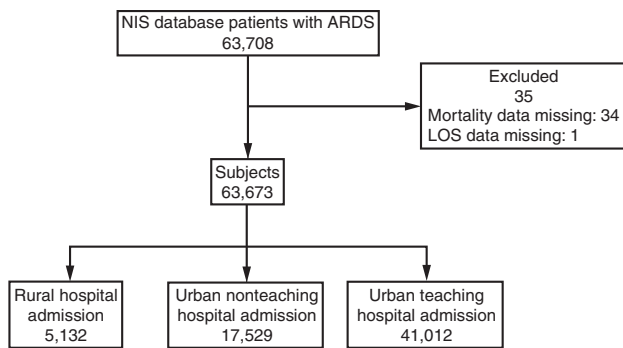 NIS database patients with ARDS
63,708
Excluded
35
Mortality data missing: 34
LOS data missing: 1
Subjects
63,673
Rural hospital
admission
5,132
Urban nonteaching
hospital admission
17,529
Urban teaching
hospital admission
41,012